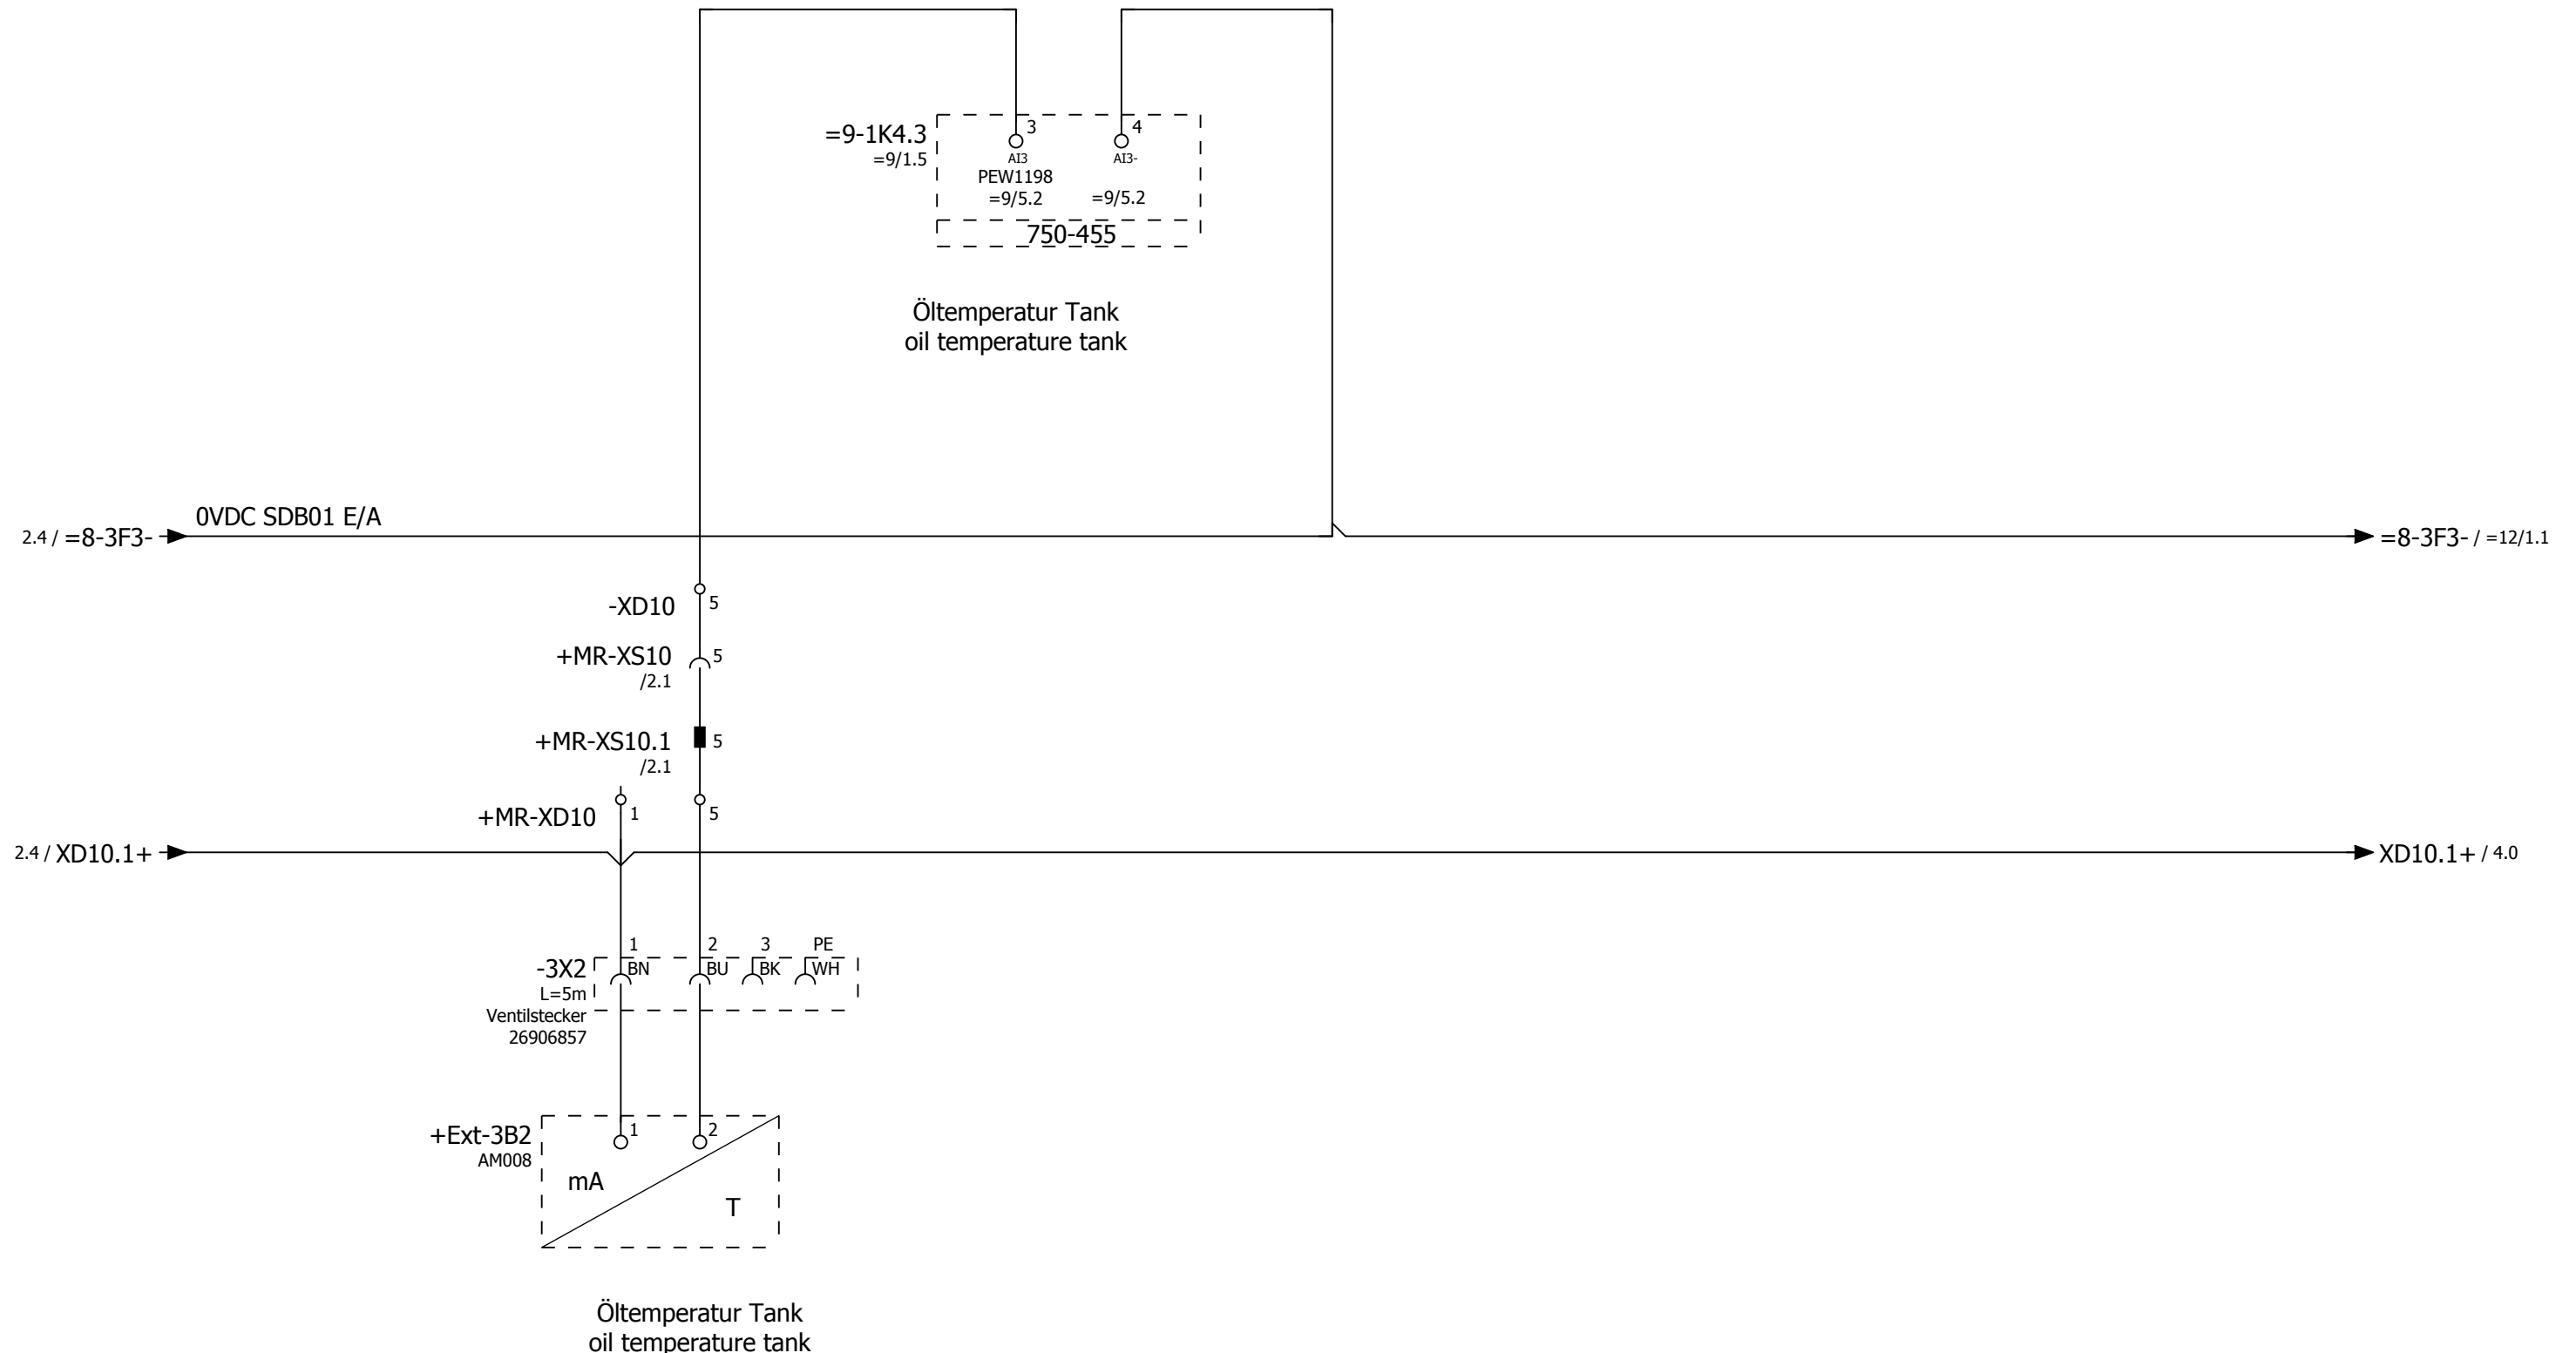 =9-1K4.3
=9/1.5
3
4
AI3
AI3-
PEW1198
=9/5.2
=9/5.2
750-455
Öltemperatur Tank
oil temperature tank
0VDC SDB01 E/A
2.4 / =8-3F3-
=8-3F3- / =12/1.1
-XD10
5
+MR-XS10
5
/2.1
+MR-XS10.1
5
/2.1
+MR-XD10
1
5
2.4 / XD10.1+
XD10.1+ / 4.0
1
2
3
PE
-3X2
BN
BU
BK
WH
L=5m
Ventilstecker
26906857
+Ext-3B2
1
2
AM008
mA
T
Öltemperatur Tank
oil temperature tank